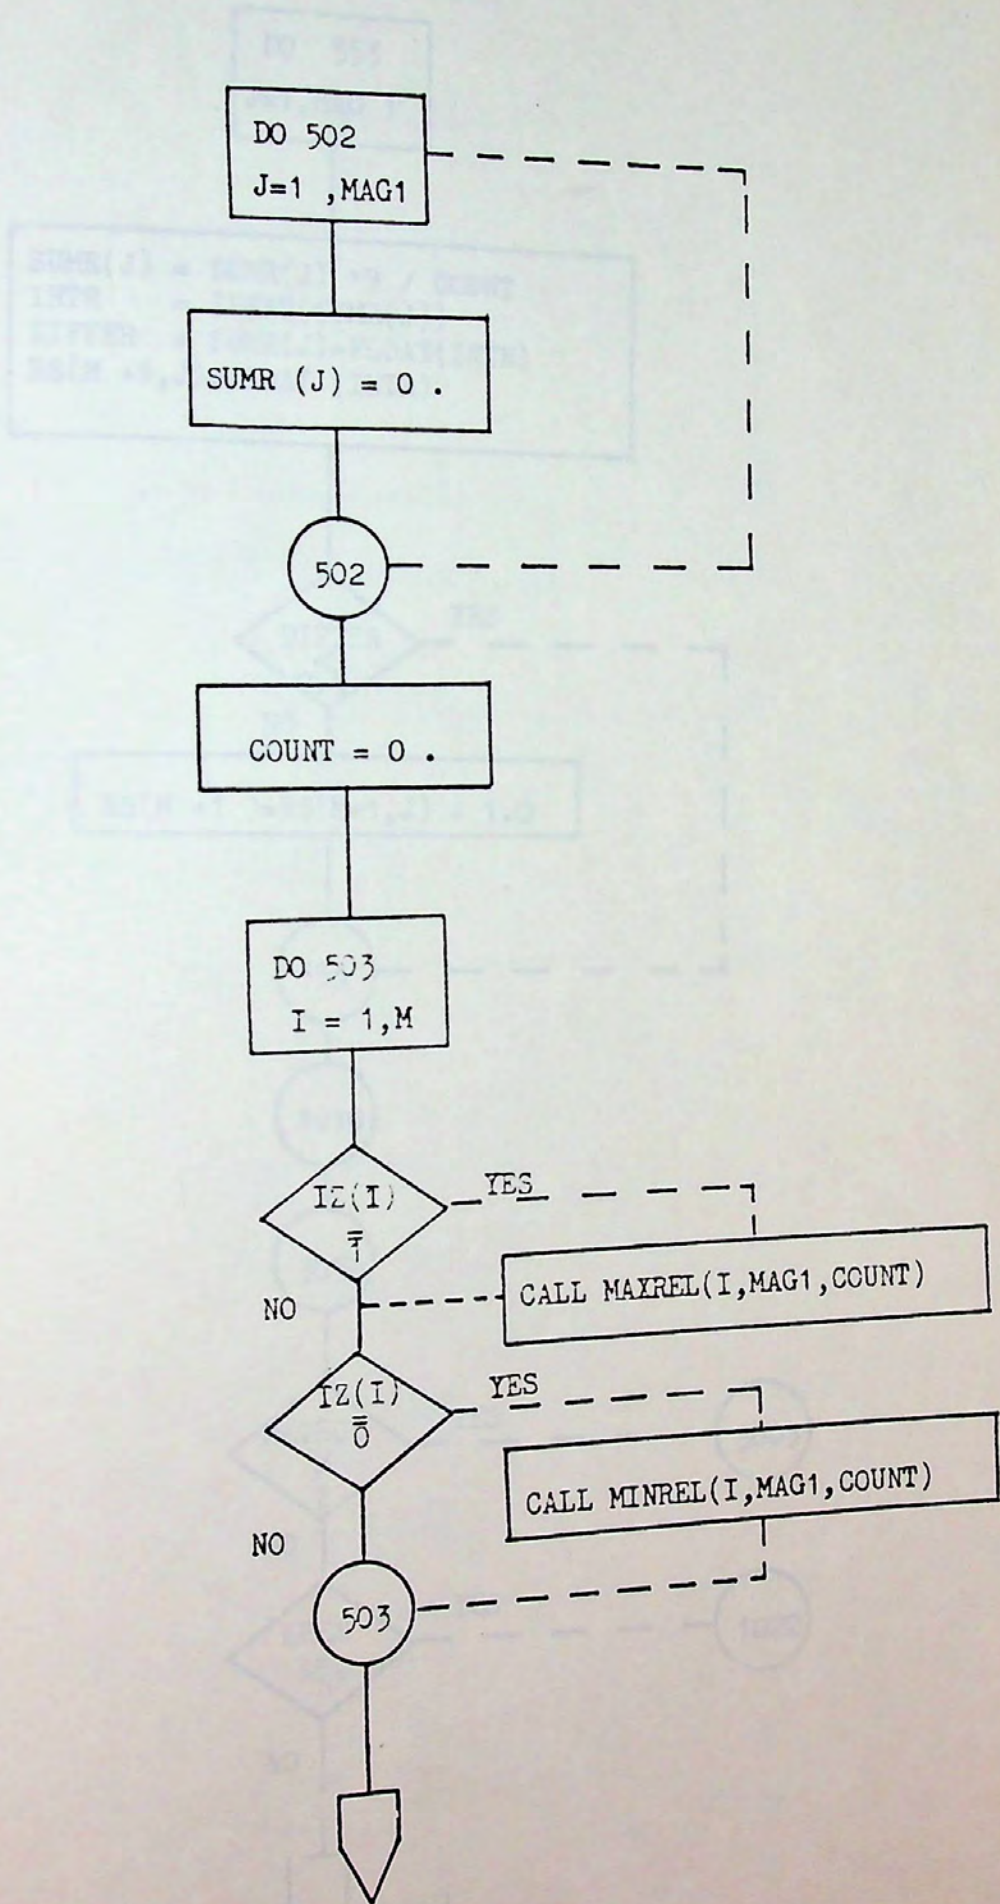 DO 502
J=1 ,MAG1
SUMR (J) = 0 .
502
COUNT = 0 .
DO 503
I = 1,M
IZ(I)
=
1
YES
CALL MAXREL(I,MAG1,COUNT)
NO
IZ(I)
=
0
YES
CALL MINREL(I,MAG1,COUNT)
NO
503